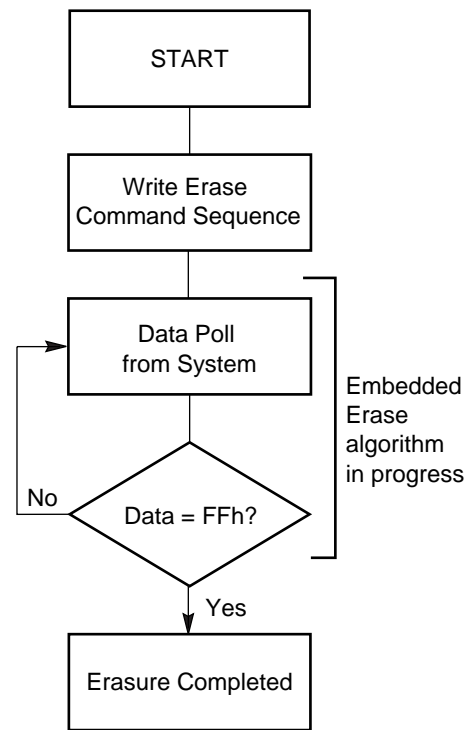 START
Write Erase
Command Sequence
Data Poll
from System
Embedded
Erase
algorithm
in progress
No
Data = FFh?
Yes
Erasure Completed